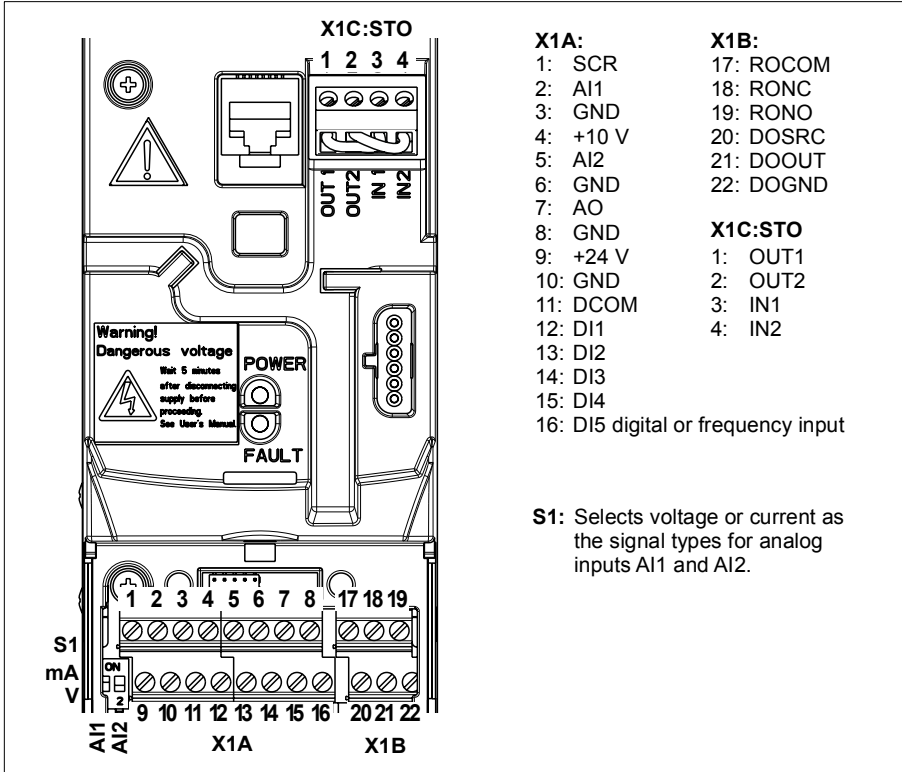 X1C:STO
1 2 3 4
OUT 1
OUT2
IN 1
IN2
Warning!
Dangerous voltage
Wait 5 minutes
after disconnecting
supply before
proceeding.
See User's Manual.
POWER
FAULT
1 2 3 4 5 6 7 8 17 18 19
S1
mA
V
ON
2
AI1
AI2
9 10 11 12 13 14 15 16 20 21 22
X1A
X1B
X1A:
1: SCR
2: AI1
3: GND
4: +10 V
5: AI2
6: GND
7: AO
8: GND
9: +24 V
10: GND
11: DCOM
12: DI1
13: DI2
14: DI3
15: DI4
16: DI5 digital or frequency input
X1B:
17: ROCOM
18: RONC
19: RONO
20: DOSRC
21: DOOUT
22: DOGND
X1C:STO
1: OUT1
2: OUT2
3: IN1
4: IN2
S1: Selects voltage or current as
the signal types for analog
inputs AI1 and AI2.